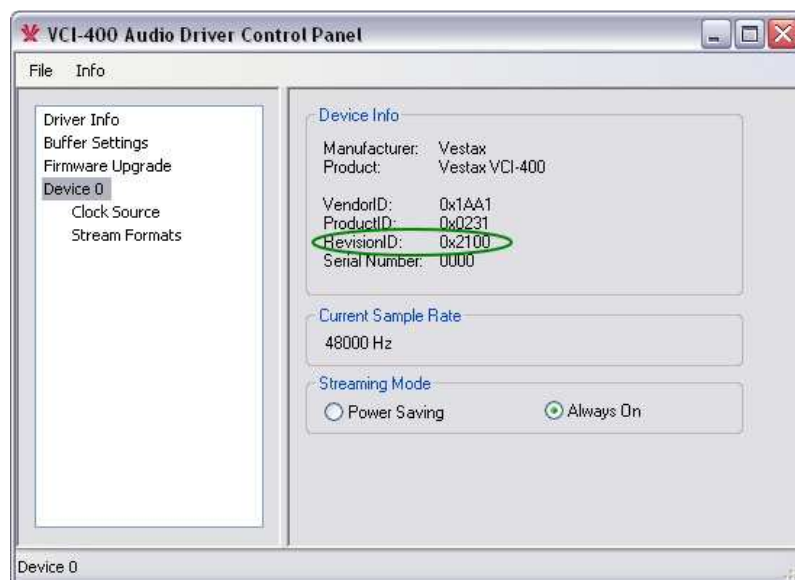 VCI-400 Audio Driver Control Panel
File Info
Driver Info
Buffer Settings
Firmware Upgrade
Device 0
Clock Source
Stream Formats
Device Info
Manufacturer: Vestax
Product: Vestax VCI-400
VendorID: 0x1AA1
ProductID: 0x0231
RevisionID: 0x2100
Serial Number: 0000
Current Sample Rate
48000 Hz
Streaming Mode
Power Saving Always On
Device 0